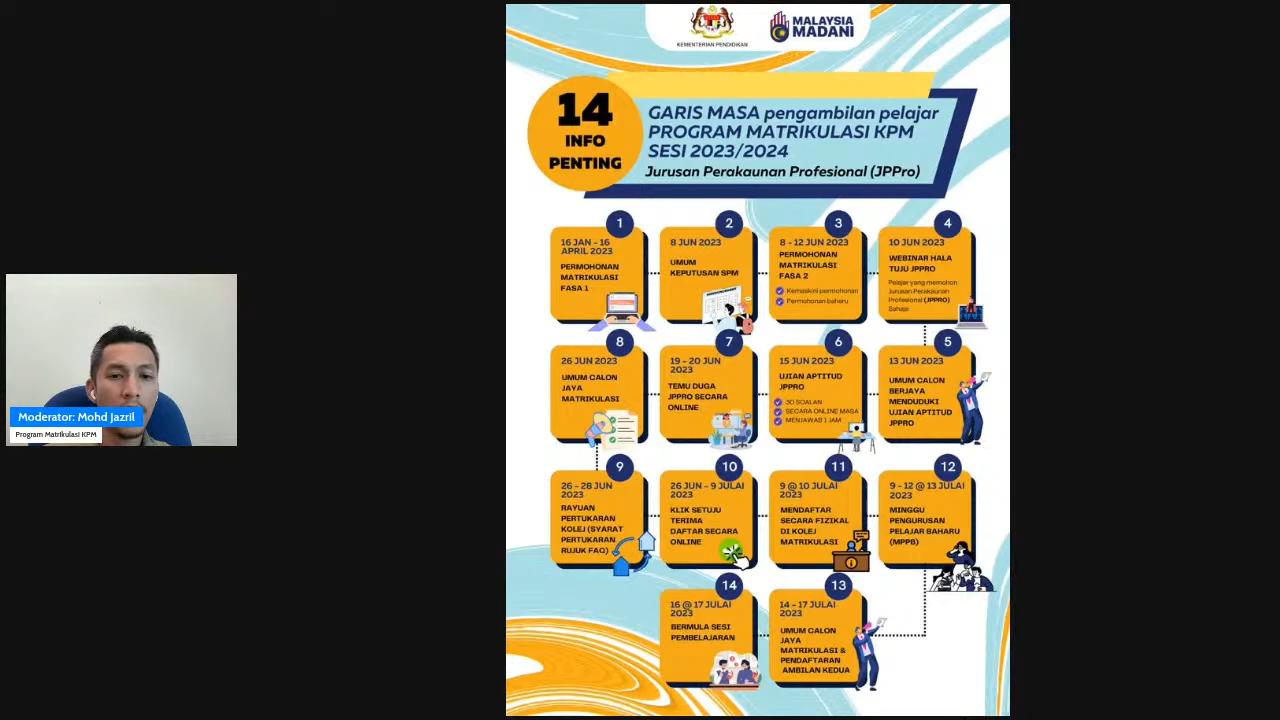 KEMENTERIAN PENDIDIKAN
MALAYSIA
MADANI
14
INFO
PENTING
GARIS MASA pengambilan pelajar
PROGRAM MATRIKULASI KPM
SESI 2023/2024
Jurusan Perakaunan Profesional (JPPro)
1
16 JAN - 16
APRIL 2023
PERMOHONAN
MATRIKULASI
FASA 1
2
8 JUN 2023
UMUM
KEPUTUSAN SPM
3
8 - 12 JUN 2023
PERMOHONAN
MATRIKULASI
FASA 2
Kemaskini permohonan
Permohonan baharu
4
10 JUN 2023
WEBINAR HALA
TUJU JPPRO
Pelajar yang memohon
Jurusan Perakaunan
Profesional (JPPRO)
Sahaja
8
26 JUN 2023
UMUM CALON
JAYA
MATRIKULASI
7
19 - 20 JUN
2023
TEMU DUGA
JPPRO SECARA
ONLINE
6
15 JUN 2023
UJIAN APTITUD
JPPRO
30 SOALAN
SECARA ONLINE MASA
MENJAWAB 1 JAM
5
13 JUN 2023
UMUM CALON
BERJAYA
MENDUDUKI
UJIAN APTITUD
JPPRO
9
26 - 28 JUN
2023
RAYUAN
PERTUKARAN
KOLEJ (SYARAT
PERTUKARAN
RUJUK FAQ)
10
26 JUN - 9 JULAI
2023
KLIK SETUJU
TERIMA
DAFTAR SECARA
ONLINE
11
9 @ 10 JULAI
2023
MENDAFTAR
SECARA FIZIKAL
DI KOLEJ
MATRIKULASI
12
9 - 12 @ 13 JULAI
2023
MINGGU
PENGURUSAN
PELAJAR BAHARU
(MPPB)
14
16 @ 17 JULAI
2023
BERMULA SESI
PEMBELAJARAN
13
14 - 17 JULAI
2023
UMUM CALON
JAYA
MATRIKULASI &
PENDAFTARAN
AMBILAN KEDUA
Moderator: Mohd Jazril
Program Matrikulasi KPM